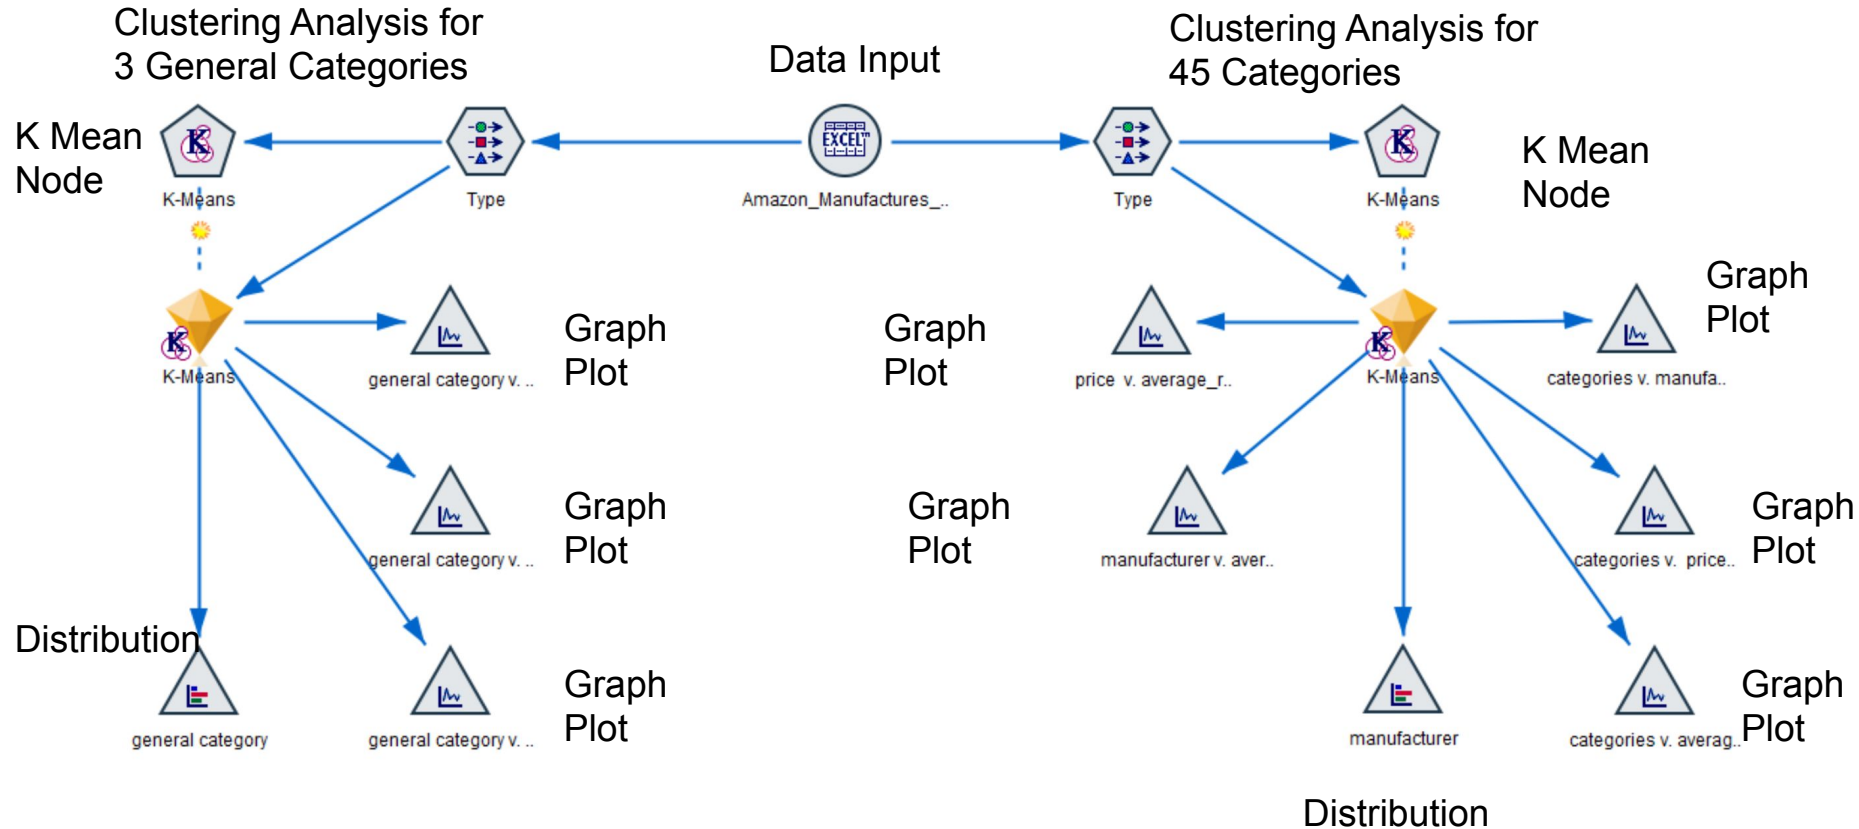 Clustering Analysis for
3 General Categories
Data Input
Clustering Analysis for
45 Categories
K Mean
Node
K
K-Means
Type
EXCEL™
Amazon_Manufactures_..
Type
K
K-Means
K Mean
Node
K
K-Means
general category v. ..
Graph
Plot
Graph
Plot
price v. average_r..
K
K-Means
categories v. manufa..
Graph
Plot
general category v. ..
Graph
Plot
Graph
Plot
manufacturer v. aver..
categories v. price..
Graph
Plot
Distribution
general category
general category v. ..
Graph
Plot
manufacturer
categories v. averag..
Graph
Plot
Distribution